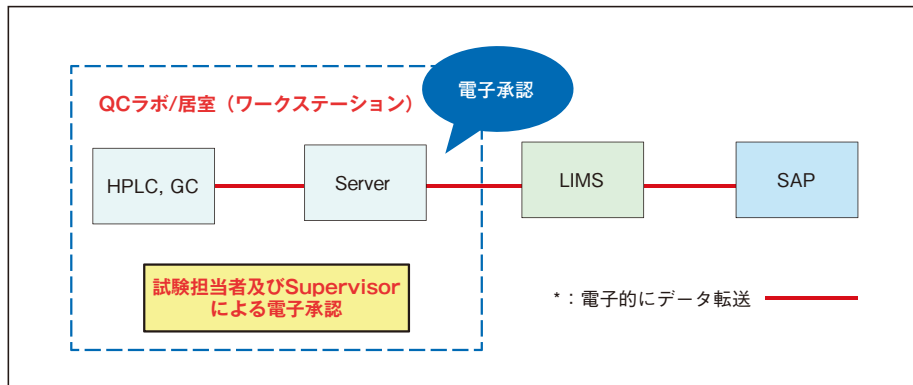 電子承認
QCラボ/居室（ワークステーション）
HPLC, GC
Server
LIMS
SAP
試験担当者及びSupervisor
による電子承認
*：電子的にデータ転送